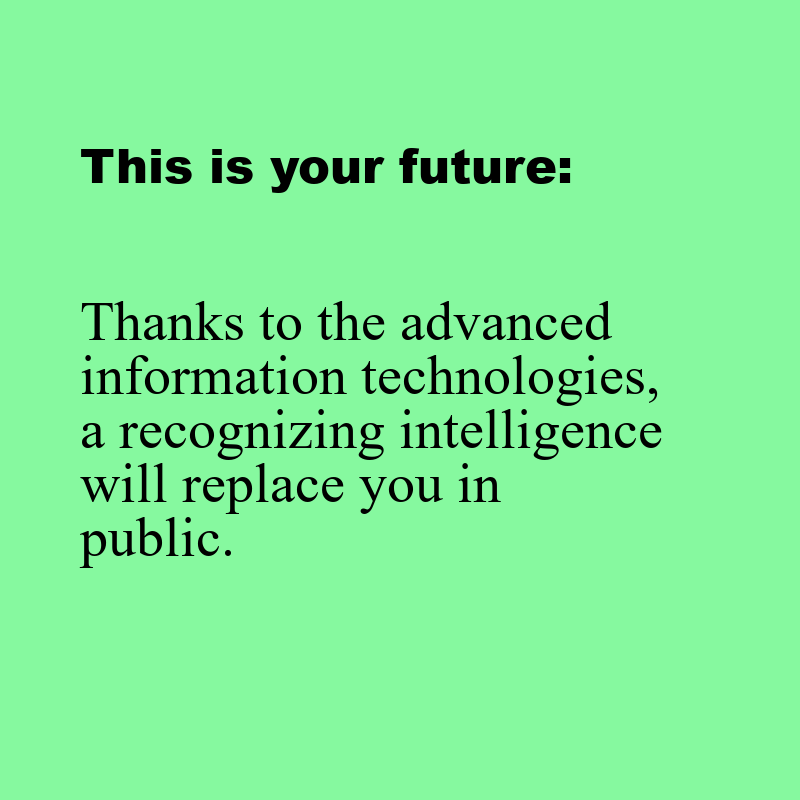 This is your future:
Thanks to the advanced
information technologies,
a recognizing intelligence
will replace you in
public.